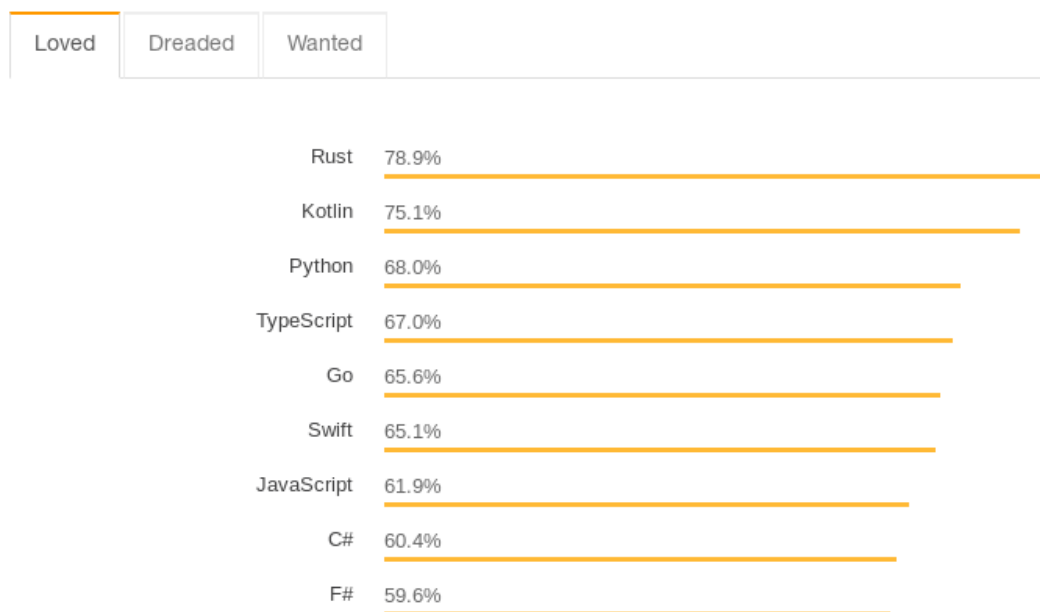 Loved Dreaded Wanted
Rust 78.9%
Kotlin 75.1%
Python 68.0%
TypeScript 67.0%
Go 65.6%
Swift 65.1%
JavaScript 61.9%
C# 60.4%
F# 59.6%